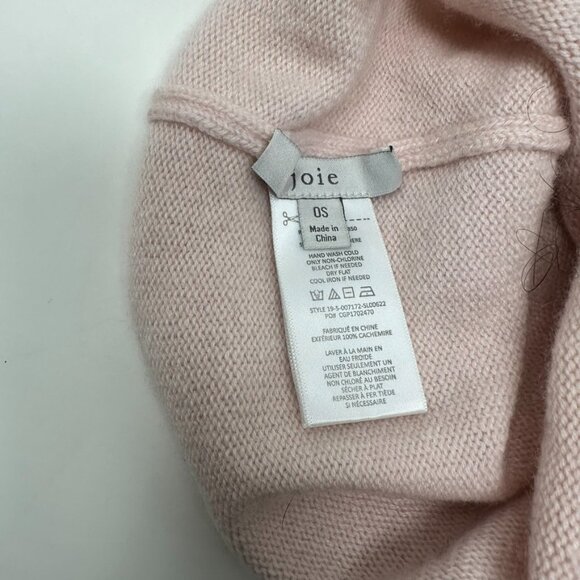 joie
OS
Made in
China
HAND WASH COLD
ONLY NON-CHLORINE
BLEACH IF NEEDED
DRY FLAT
COOL IRON IF NEEDED
STYLE 19-5-007172-SL00622
PO# CGP1702470
FABRIQUÉ EN CHINE
EXTÉRIEUR 100% CACHEMIRE
LAVER À LA MAIN EN
EAU FROIDE
UTILISER SEULEMENT UN
AGENT DE BLANCHIMENT
NON CHLORÉ AU BESOIN
SÉCHER À PLAT
REPASSER À FER TIÈDE
SI NÉCESSAIRE